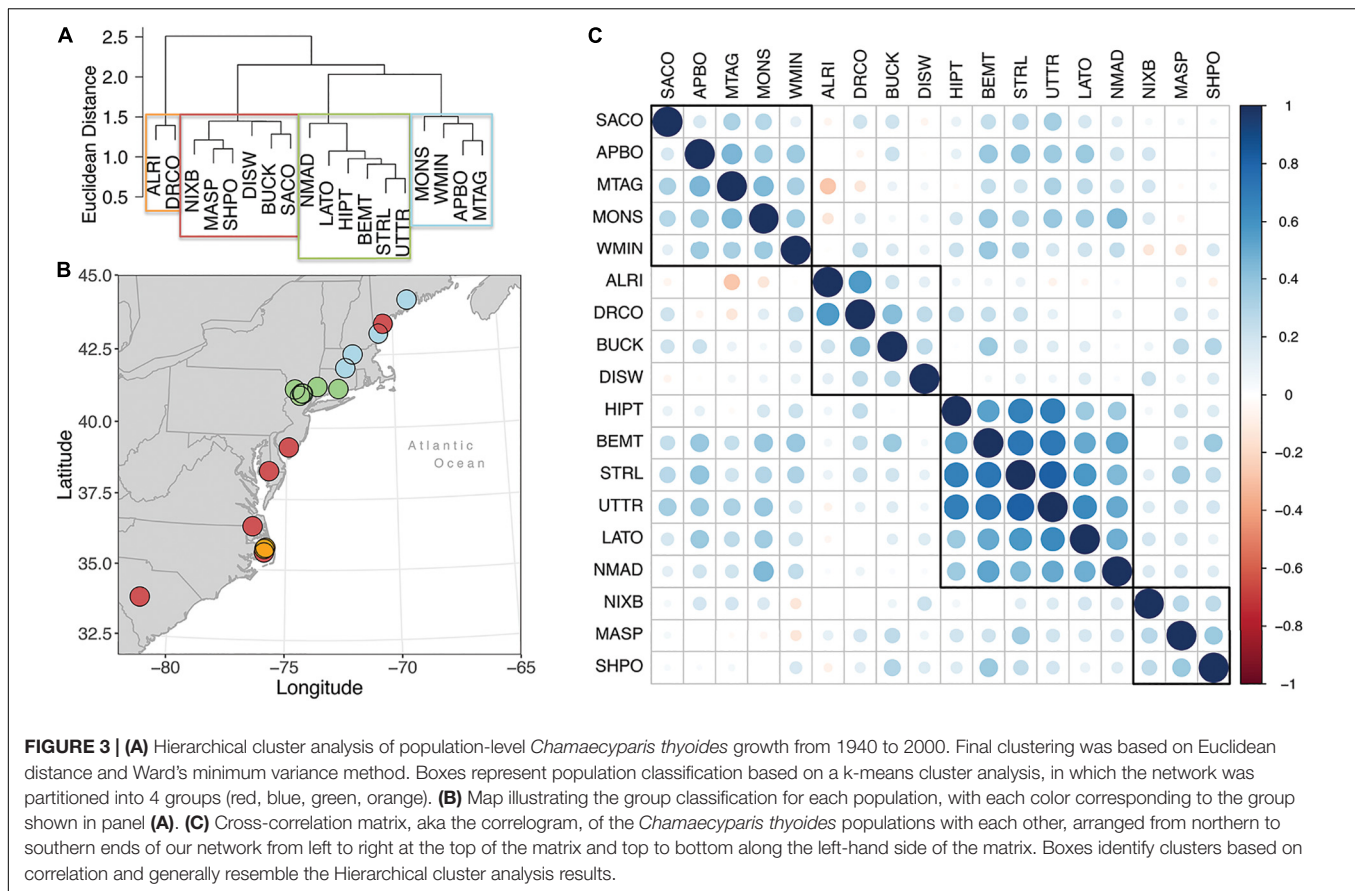 A
Euclidean Distance
2.5
2.0
1.5
1.0
0.5
ALRI
DRCO
NIXB
MASP
SHPO
DISW
BUCK
SACO
NMAD
LATO
HIPT
BEMT
STRL
UTTR
MONS
WMIN
APBO
MTAG
B
Latitude
45.0
42.5
40.0
37.5
35.0
32.5
Atlantic
Ocean
−80 −75 −70 −65
Longitude
C
SACO APBO MTAG MONS WMIN ALRI DRCO BUCK DISW HIPT BEMT STRL UTTR LATO NMAD NIXB MASP SHPO
SACO
APBO
MTAG
MONS
WMIN
ALRI
DRCO
BUCK
DISW
HIPT
BEMT
STRL
UTTR
LATO
NMAD
NIXB
MASP
SHPO
1
0.8
0.6
0.4
0.2
0
−0.2
−0.4
−0.6
−0.8
−1
FIGURE 3 | (A) Hierarchical cluster analysis of population-level Chamaecyparis thyoides growth from 1940 to 2000. Final clustering was based on Euclidean
distance and Ward's minimum variance method. Boxes represent population classification based on a k-means cluster analysis, in which the network was
partitioned into 4 groups (red, blue, green, orange). (B) Map illustrating the group classification for each population, with each color corresponding to the group
shown in panel (A). (C) Cross-correlation matrix, aka the correlogram, of the Chamaecyparis thyoides populations with each other, arranged from northern to
southern ends of our network from left to right at the top of the matrix and top to bottom along the left-hand side of the matrix. Boxes identify clusters based on
correlation and generally resemble the Hierarchical cluster analysis results.